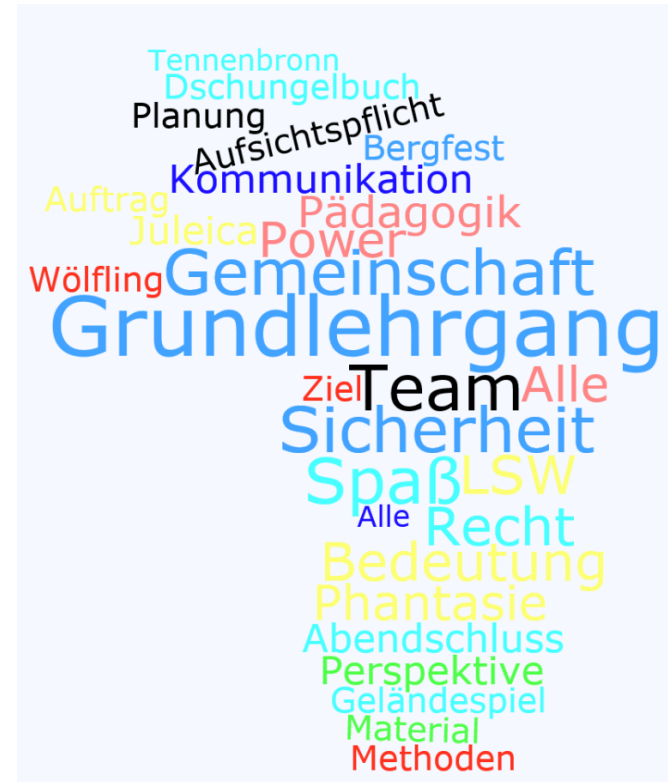 Tennenbronn
Dschungelbuch
Planung
Aufsichtspflicht
Bergfest
Kommunikation
Auftrag
Pädagogik
Juleica
Power
Wölfling
Gemeinschaft
Grundlehrgang
Ziel
Team
Alle
Sicherheit
Spaß
LSW
Alle
Recht
Bedeutung
Phantasie
Abendschluss
Perspektive
Geländespiel
Material
Methoden